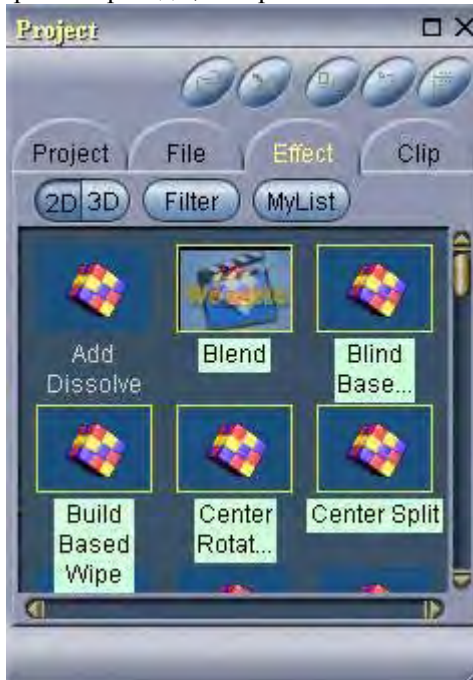 Project
Project File Effect Clip
2D 3D Filter MyList
Add
Dissolve
Blend
Blind
Base...
Build
Based
Wipe
Center
Rotat...
Center Split